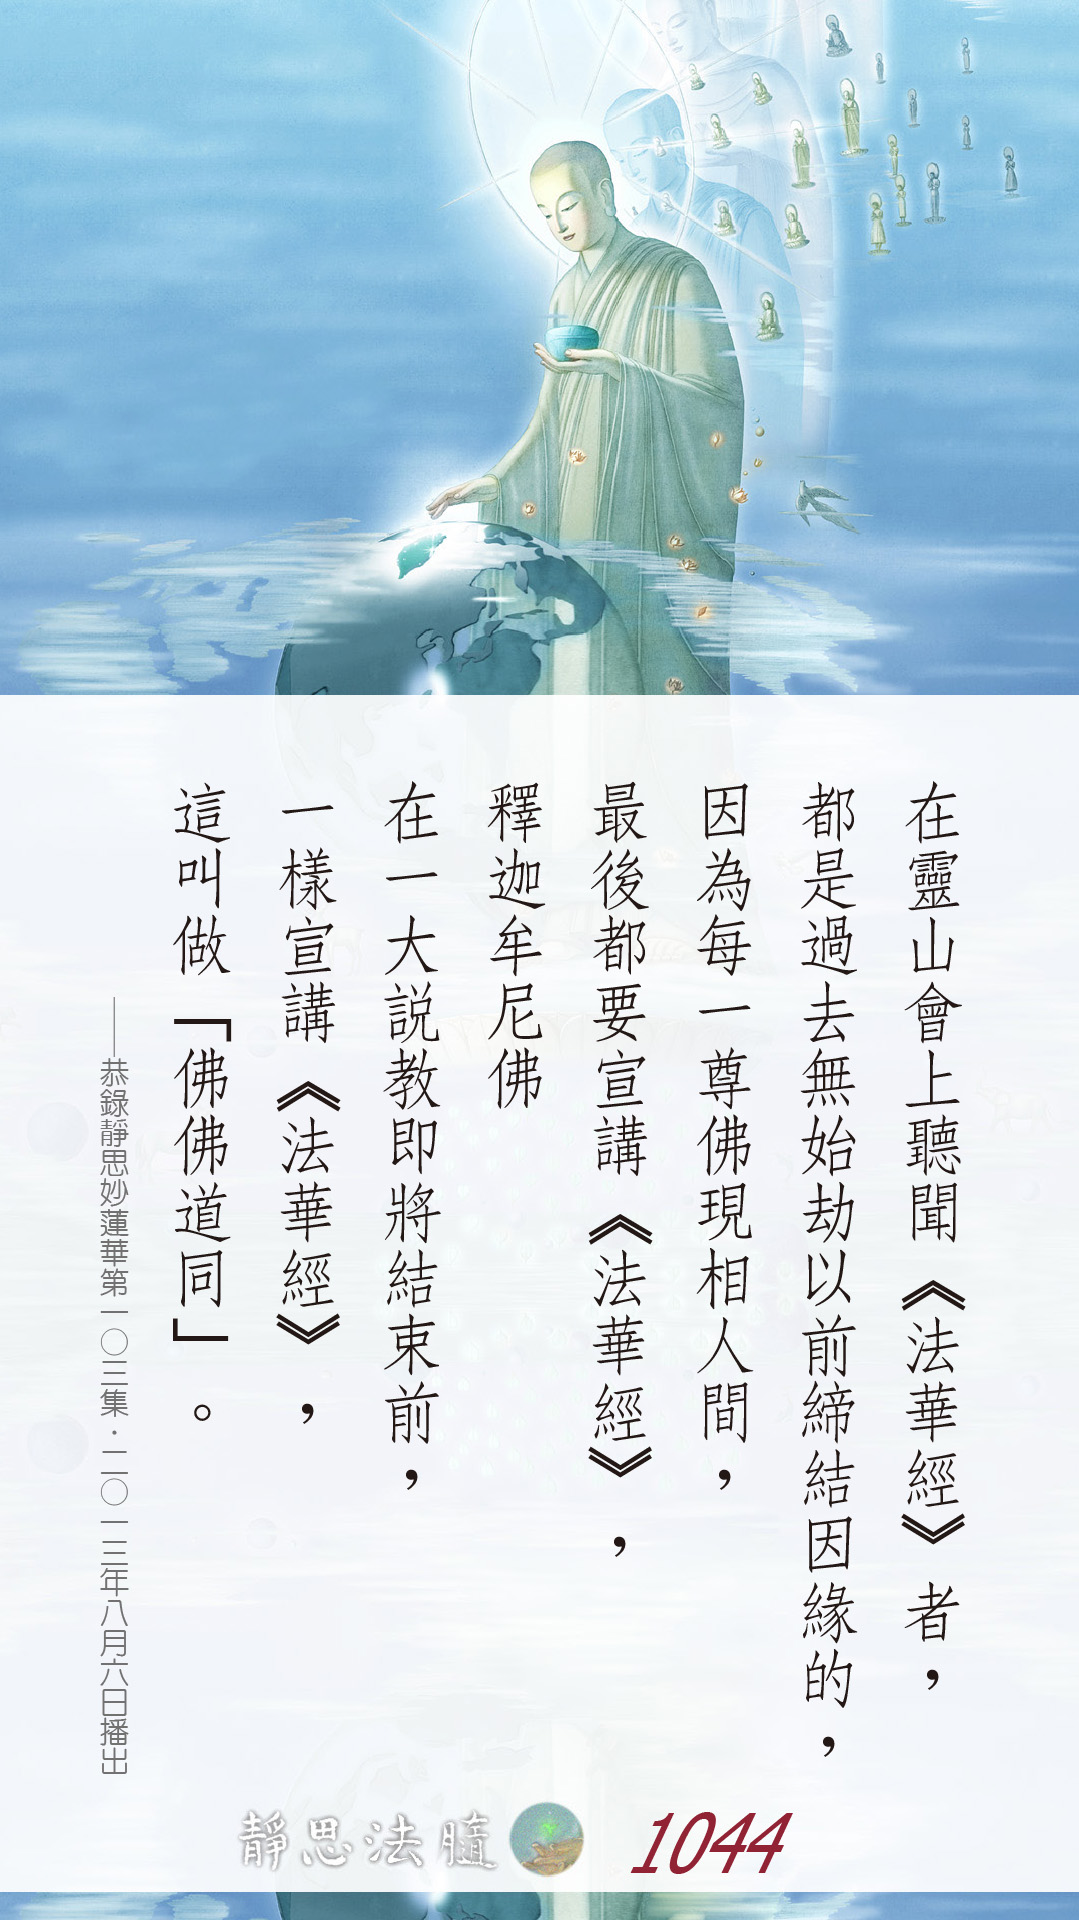 在靈山會上聽聞《法華經》者，
都是過去無始劫以前締結因緣的，
因為每一尊佛現相人間，
最後都要宣講《法華經》，
釋迦牟尼佛
在一大說教即將結束前，
一樣宣講《法華經》，
這叫做「佛佛道同」。
——恭錄靜思妙蓮華第一〇三集·二〇一三年八月六日播出
靜思法髓
1044